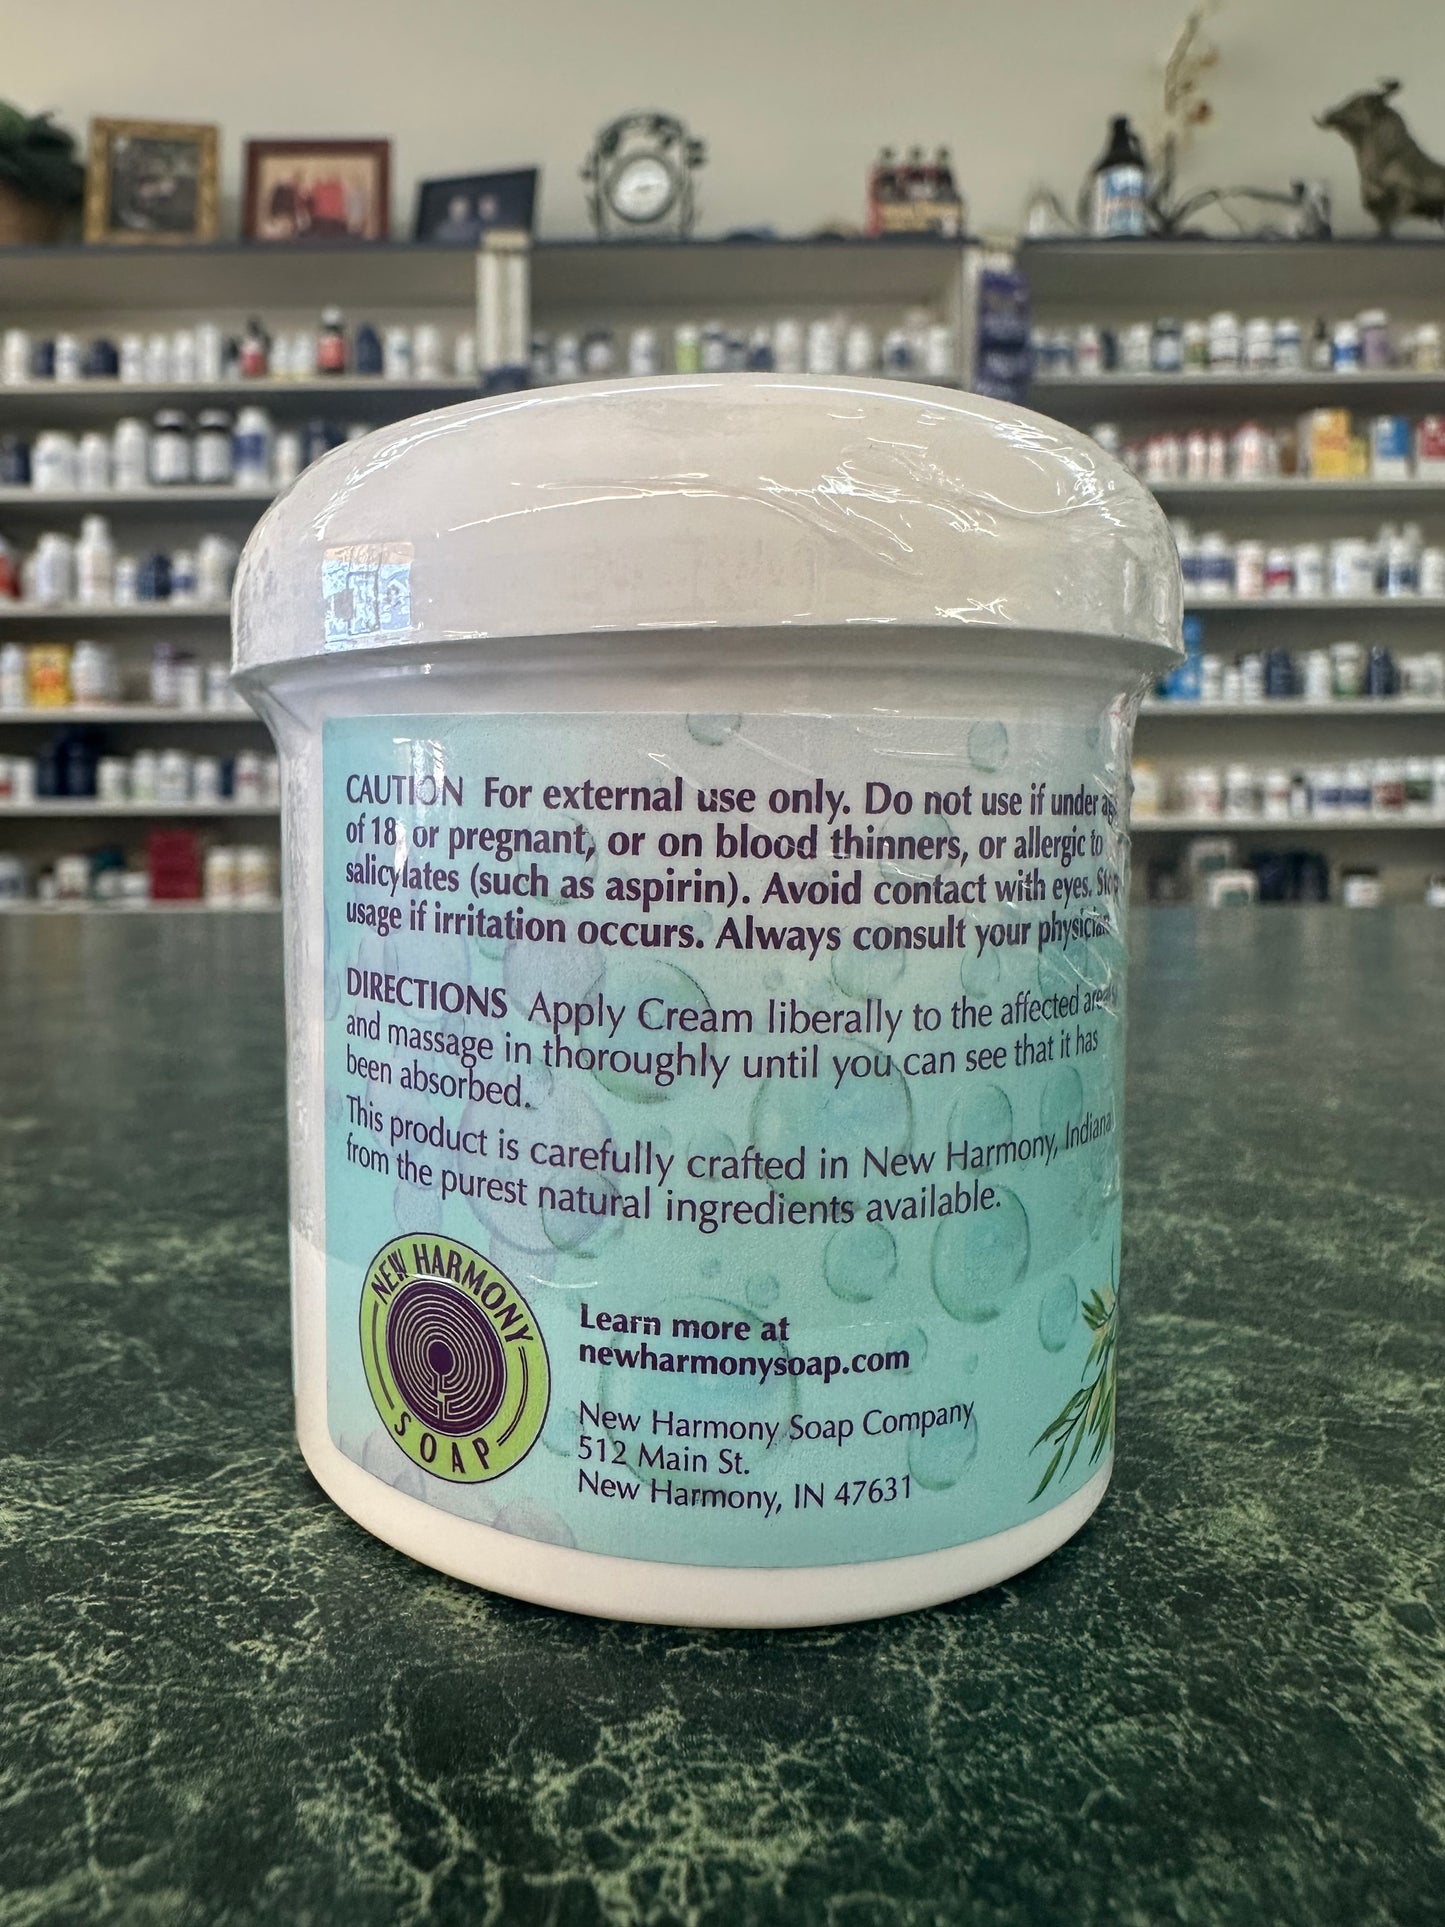 CAUTION For external use only. Do not use if under age
of 18, or pregnant, or on blood thinners, or allergic to
salicylates (such as aspirin). Avoid contact with eyes. Stop
usage if irritation occurs. Always consult your physician.
DIRECTIONS Apply Cream liberally to the affected area/s
and massage in thoroughly until you can see that it has
been absorbed.
This product is carefully crafted in New Harmony, Indiana
from the purest natural ingredients available.
NEW HARMONY
SOAP
Learn more at
newharmonysoap.com
New Harmony Soap Company
512 Main St.
New Harmony, IN 47631